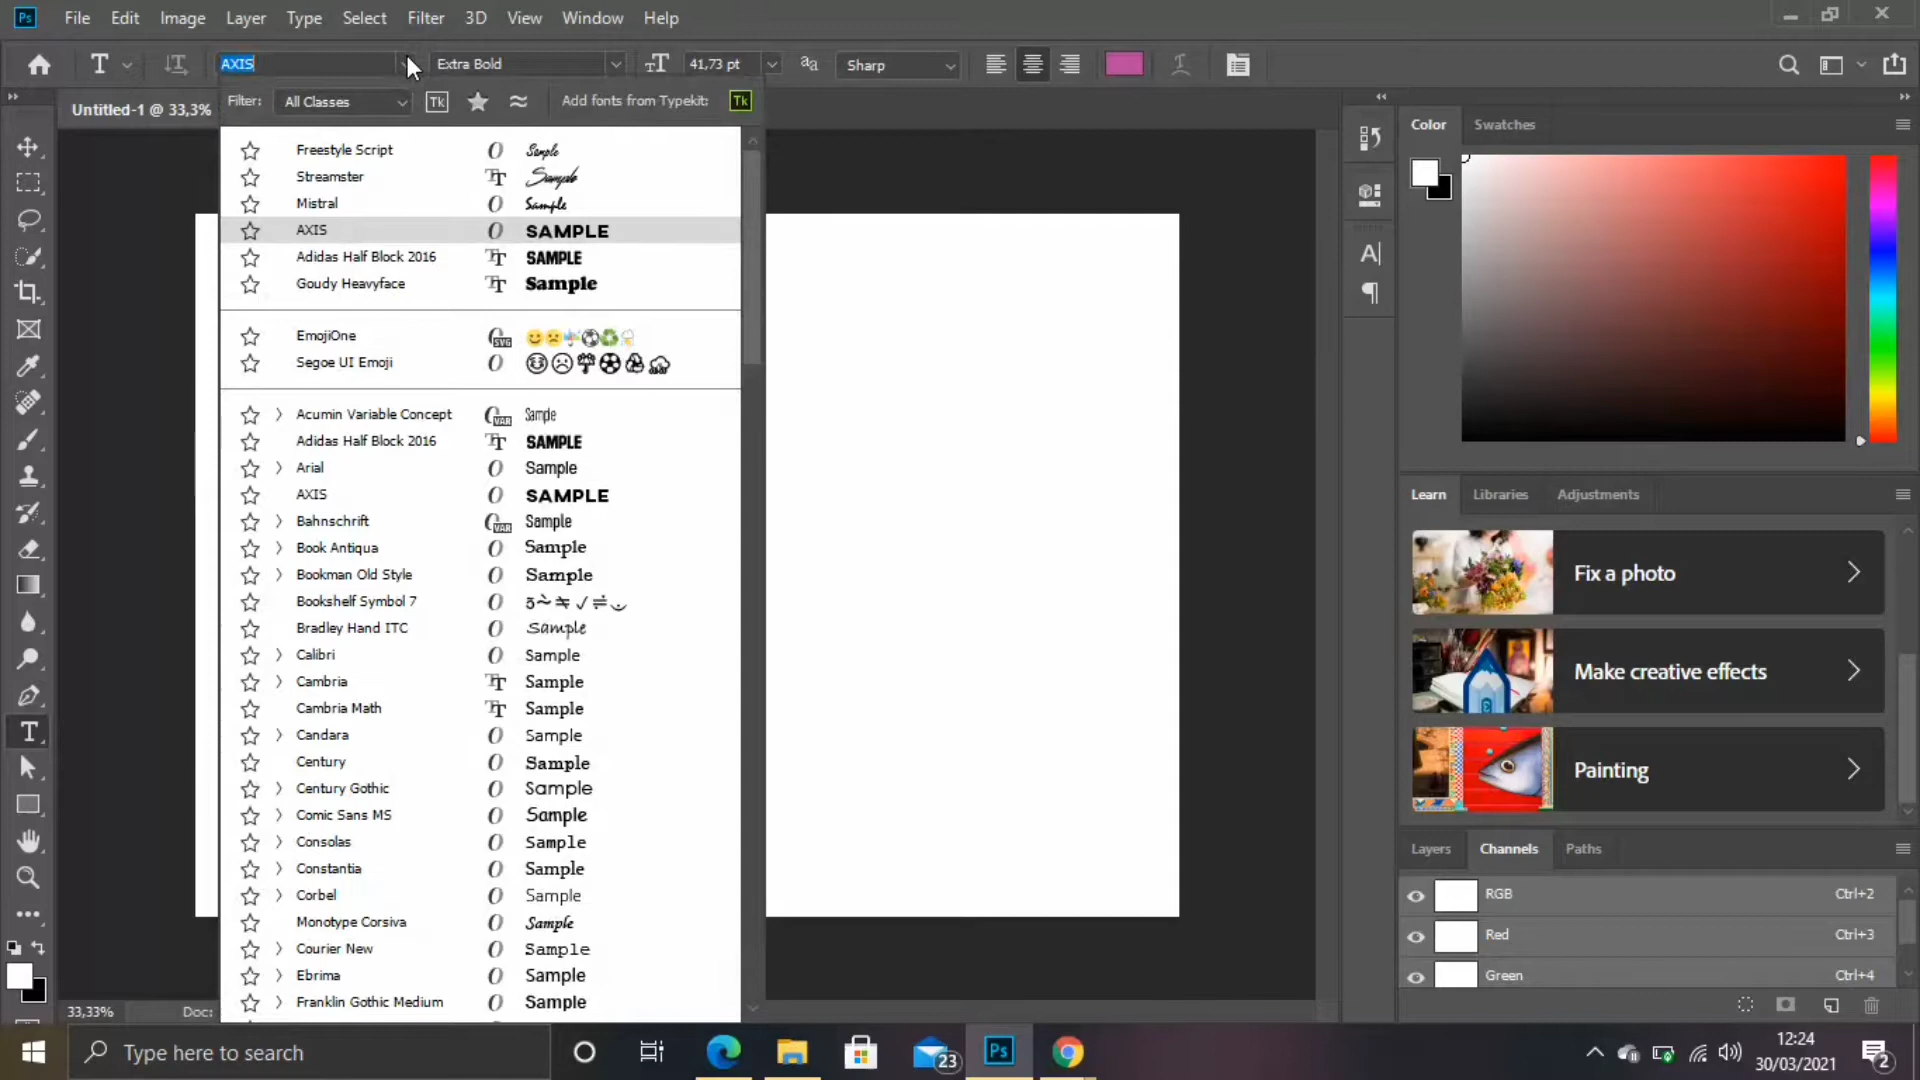 Ps File Edit Image Layer Type Select Filter 3D View Window Help
T AXIS Extra Bold 41,73 pt aa Sharp
Filter: All Classes Tk Add fonts from Typekit: Tk
Untitled-1 @ 33,3%
Freestyle Script Sample
Streamster Sample
Mistral Sample
AXIS SAMPLE
Adidas Half Block 2016 SAMPLE
Goudy Heavyface Sample
EmojiOne
Segoe UI Emoji
Acumin Variable Concept Sample
Adidas Half Block 2016 SAMPLE
Arial Sample
AXIS SAMPLE
Bahnschrift Sample
Book Antiqua Sample
Bookman Old Style Sample
Bookshelf Symbol 7
Bradley Hand ITC Sample
Calibri Sample
Cambria Sample
Cambria Math Sample
Candara Sample
Century Sample
Century Gothic Sample
Comic Sans MS Sample
Consolas Sample
Constantia Sample
Corbel Sample
Monotype Corsiva Sample
Courier New Sample
Ebrima Sample
Franklin Gothic Medium Sample
33,33% Doc:
Color Swatches
Learn Libraries Adjustments
Fix a photo
Make creative effects
Painting
Layers Channels Paths
RGB Ctrl+2
Red Ctrl+3
Green Ctrl+4
Type here to search
23
Ps
12:24
30/03/2021
2